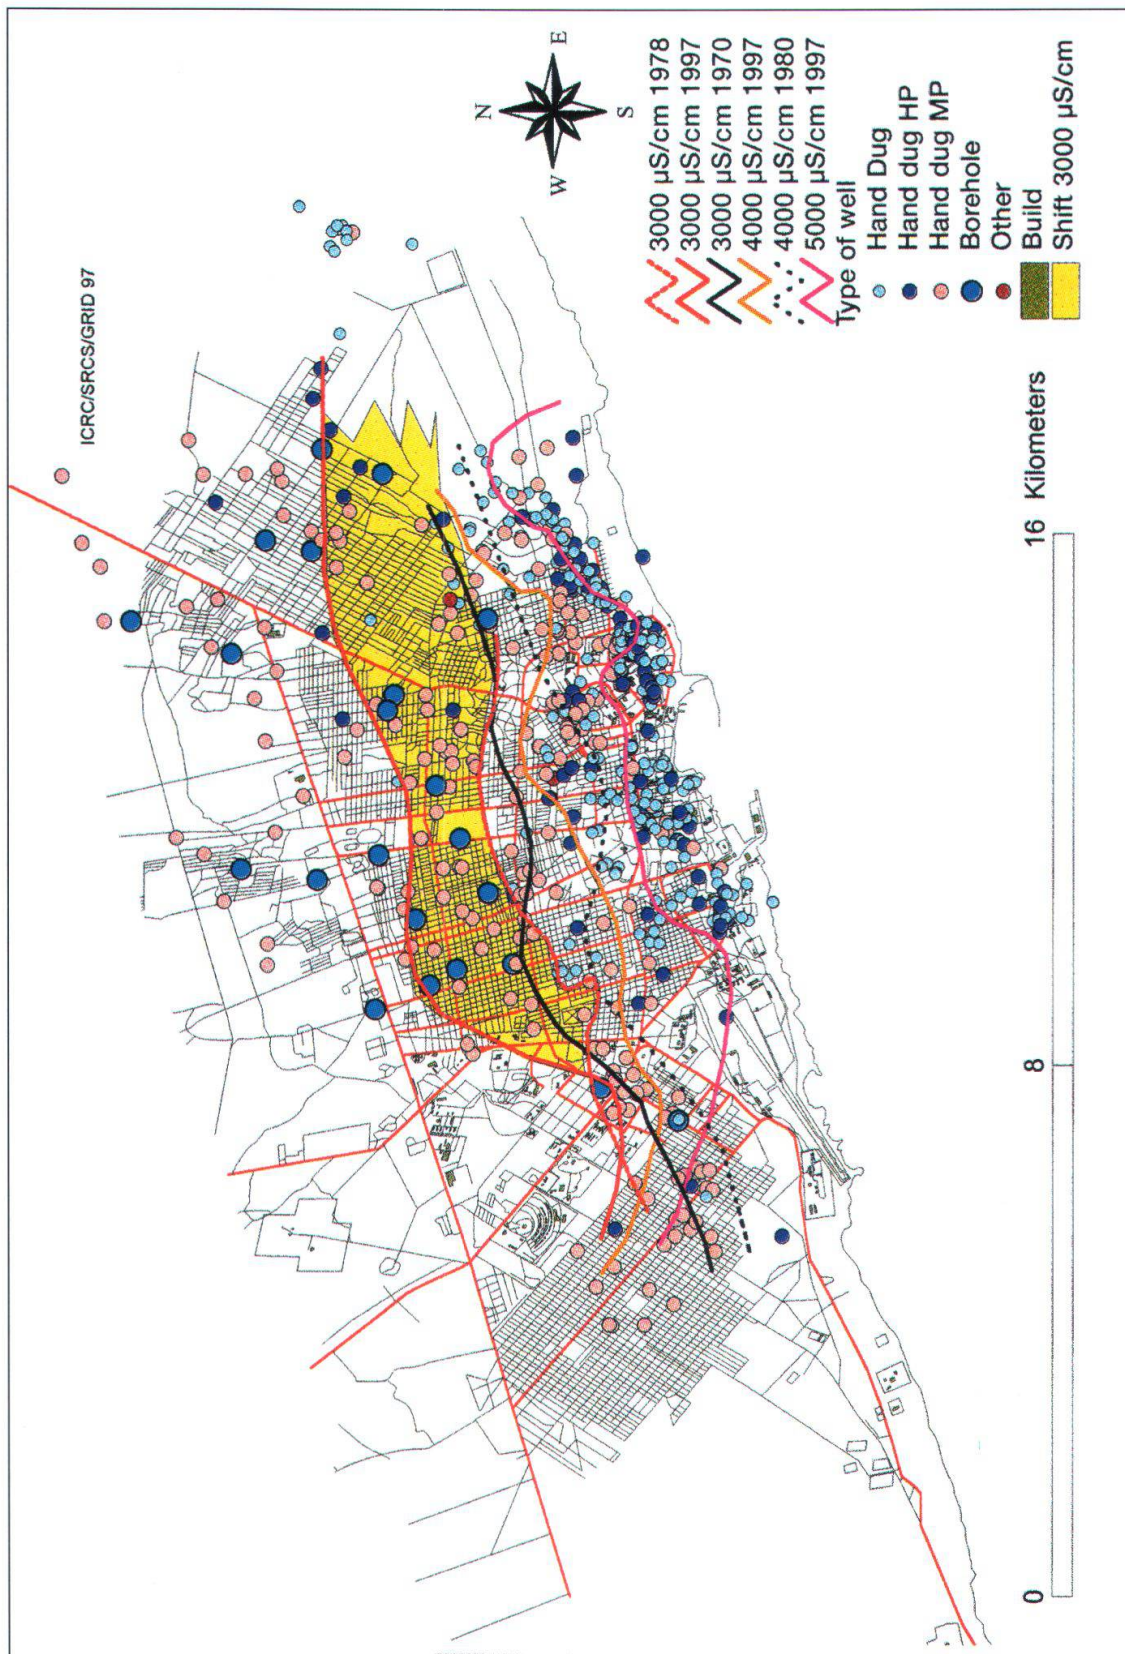 ICRC/SRCS/GRID 97
N
E
W
S
3000 µS/cm 1978
3000 µS/cm 1997
3000 µS/cm 1970
4000 µS/cm 1997
4000 µS/cm 1980
5000 µS/cm 1997
Type of well
Hand Dug
Hand dug HP
Hand dug MP
Borehole
Other
Build
Shift 3000 µS/cm
0
8
16 Kilometers